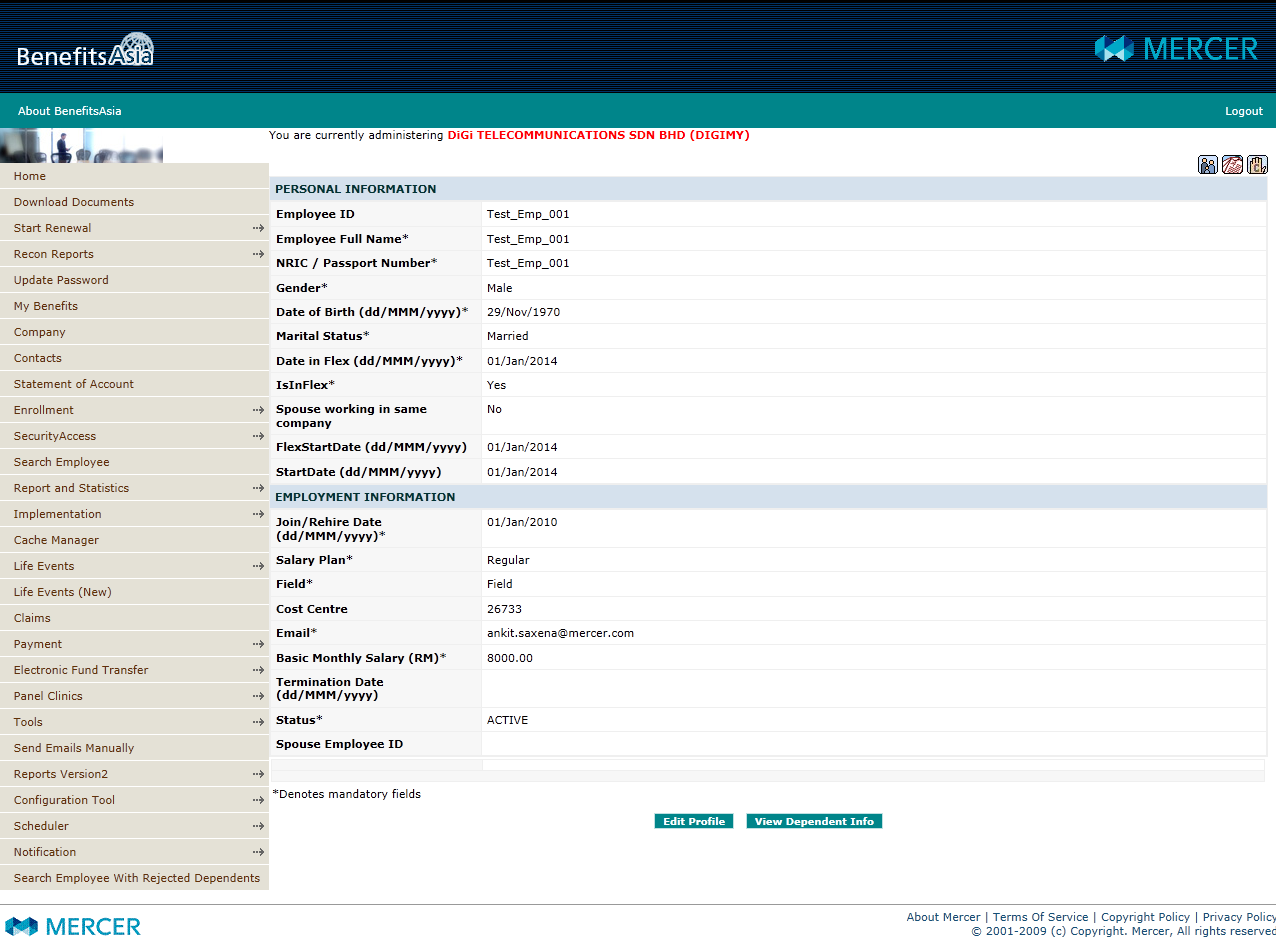 BenefitsAsia
MERCER
About BenefitsAsia
Logout
You are currently administering DiGi TELECOMMUNICATIONS SDN BHD (DIGIMY)
Home
Download Documents
Start Renewal
Recon Reports
Update Password
My Benefits
Company
Contacts
Statement of Account
Enrollment
SecurityAccess
Search Employee
Report and Statistics
Implementation
Cache Manager
Life Events
Life Events (New)
Claims
Payment
Electronic Fund Transfer
Panel Clinics
Tools
Send Emails Manually
Reports Version2
Configuration Tool
Scheduler
Notification
Search Employee With Rejected Dependents
PERSONAL INFORMATION
Employee ID Test_Emp_001
Employee Full Name* Test_Emp_001
NRIC / Passport Number* Test_Emp_001
Gender* Male
Date of Birth (dd/MMM/yyyy)* 29/Nov/1970
Marital Status* Married
Date in Flex (dd/MMM/yyyy)* 01/Jan/2014
IsInFlex* Yes
Spouse working in same No
company
FlexStartDate (dd/MMM/yyyy) 01/Jan/2014
StartDate (dd/MMM/yyyy) 01/Jan/2014
EMPLOYMENT INFORMATION
Join/Rehire Date 01/Jan/2010
(dd/MMM/yyyy)*
Salary Plan* Regular
Field* Field
Cost Centre 26733
Email* ankit.saxena@mercer.com
Basic Monthly Salary (RM)* 8000.00
Termination Date
(dd/MMM/yyyy)
Status* ACTIVE
Spouse Employee ID
*Denotes mandatory fields
Edit Profile View Dependent Info
MERCER
About Mercer | Terms Of Service | Copyright Policy | Privacy Policy
© 2001-2009 (c) Copyright. Mercer, All rights reserved